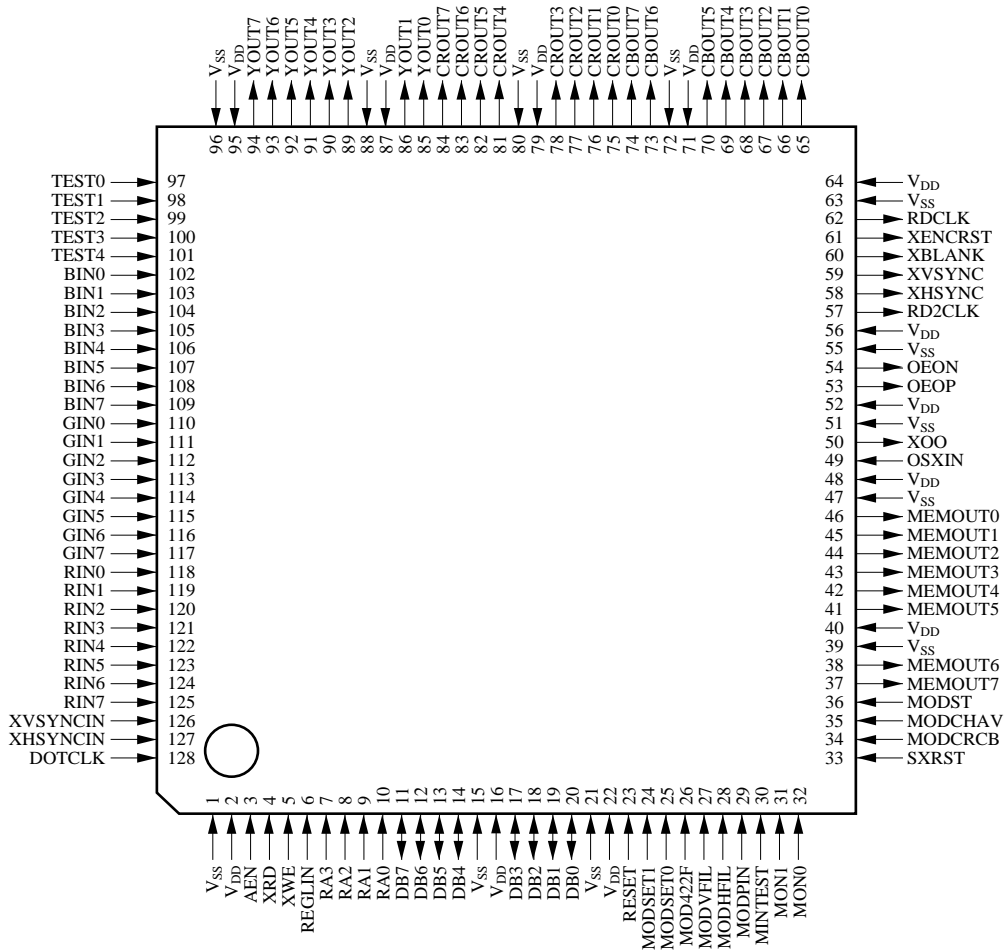 VSS
VDD
YOUT7
YOUT6
YOUT5
YOUT4
YOUT3
YOUT2
VSS
VDD
YOUT1
YOUT0
CROUT7
CROUT6
CROUT5
CROUT4
VSS
VDD
CROUT3
CROUT2
CROUT1
CROUT0
CBOUT7
CBOUT6
VSS
VDD
CBOUT5
CBOUT4
CBOUT3
CBOUT2
CBOUT1
CBOUT0
96
95
94
93
92
91
90
89
88
87
86
85
84
83
82
81
80
79
78
77
76
75
74
73
72
71
70
69
68
67
66
65
TEST0 97
TEST1 98
TEST2 99
TEST3 100
TEST4 101
BIN0 102
BIN1 103
BIN2 104
BIN3 105
BIN4 106
BIN5 107
BIN6 108
BIN7 109
GIN0 110
GIN1 111
GIN2 112
GIN3 113
GIN4 114
GIN5 115
GIN6 116
GIN7 117
RIN0 118
RIN1 119
RIN2 120
RIN3 121
RIN4 122
RIN5 123
RIN6 124
RIN7 125
XVSYNCIN 126
XHSYNCIN 127
DOTCLK 128
64 VDD
63 VSS
62 RDCLK
61 XENCRST
60 XBLANK
59 XVSYNC
58 XHSYNC
57 RD2CLK
56 VDD
55 VSS
54 OEON
53 OEOP
52 VDD
51 VSS
50 XOO
49 OSXIN
48 VDD
47 VSS
46 MEMOUT0
45 MEMOUT1
44 MEMOUT2
43 MEMOUT3
42 MEMOUT4
41 MEMOUT5
40 VDD
39 VSS
38 MEMOUT6
37 MEMOUT7
36 MODST
35 MODCHAV
34 MODCRCB
33 SXRST
1
2
3
4
5
6
7
8
9
10
11
12
13
14
15
16
17
18
19
20
21
22
23
24
25
26
27
28
29
30
31
32
VSS
VDD
AEN
XRD
XWE
REGLIN
RA3
RA2
RA1
RA0
DB7
DB6
DB5
DB4
VSS
VDD
DB3
DB2
DB1
DB0
VSS
VDD
RESET
MODSET1
MODSET0
MOD422F
MODVFIL
MODHFIL
MODPIN
MINTEST
MON1
MON0